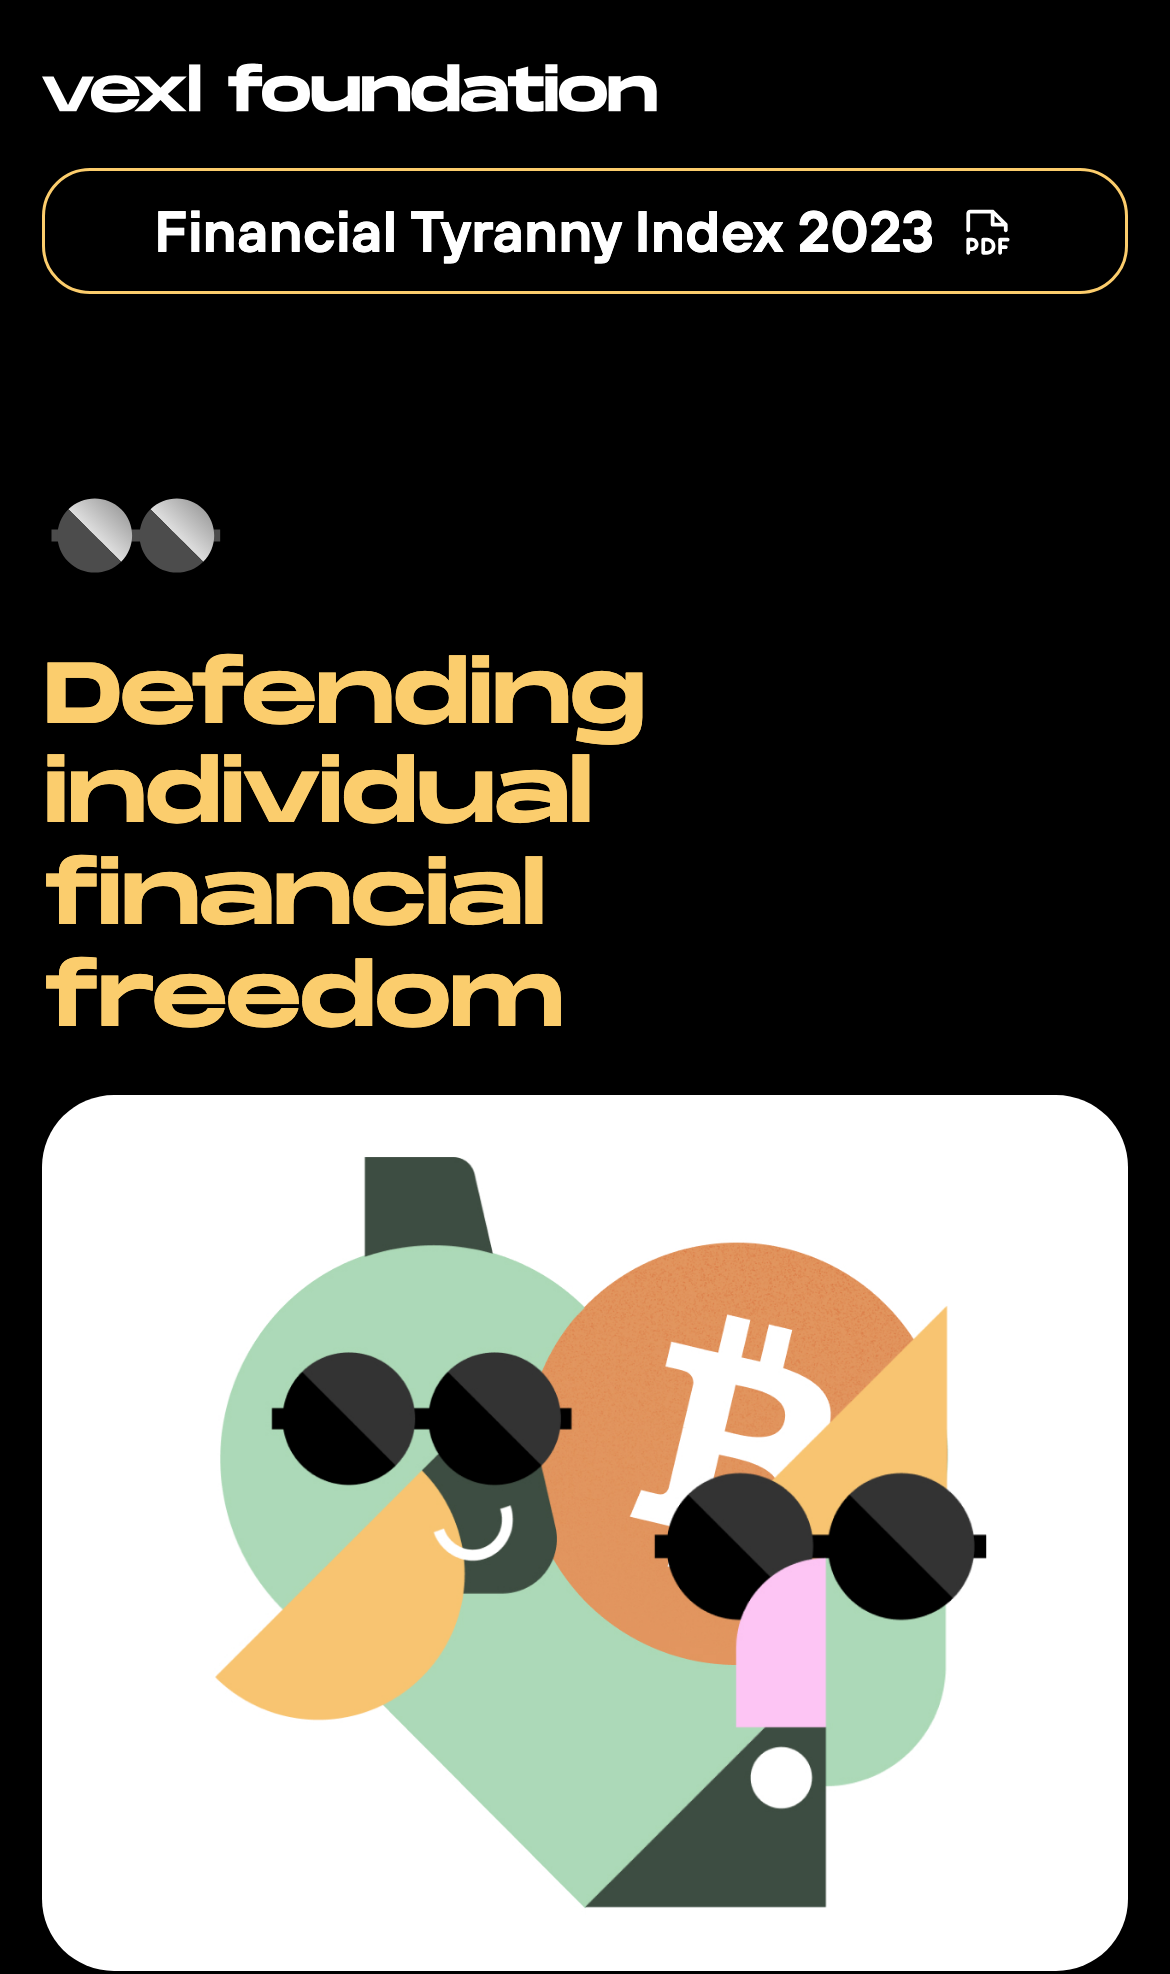 vexl foundation
Financial Tyranny Index 2023 PDF
Defending
individual
financial
freedom